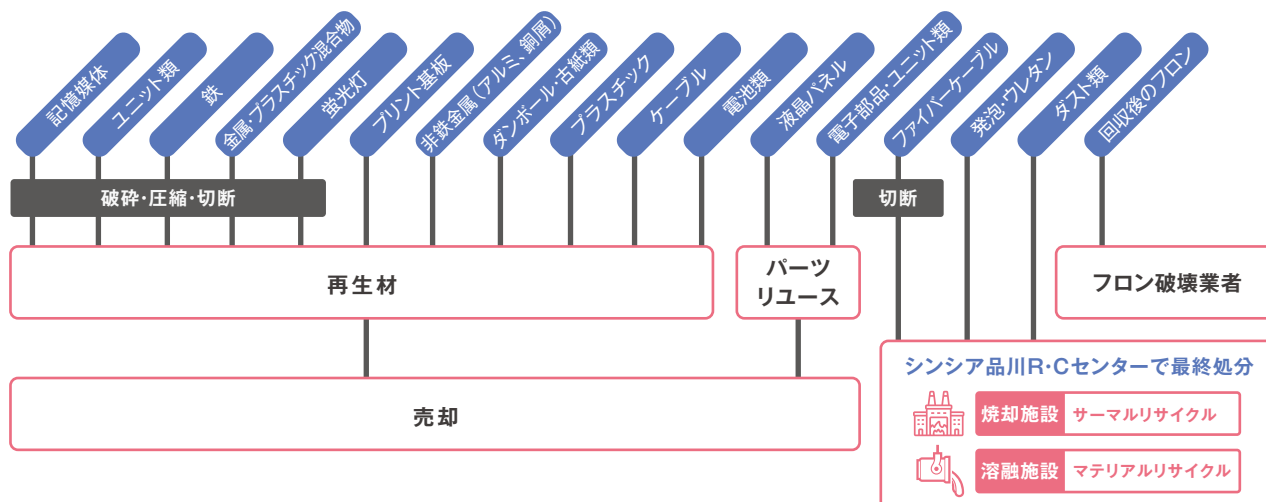 記憶媒体
ユニット類
鉄
金属・プラスチック混合物
蛍光灯
プリント基板
非鉄金属(アルミ、銅屑)
ダンボール・古紙類
プラスチック
ケーブル
電池類
液晶パネル
電子部品・ユニット類
ファイバーケーブル
発泡・ウレタン
ダスト類
回収後のフロン
破砕・圧縮・切断
切断
再生材
パーツ
リユース
フロン破壊業者
売却
シンシア品川R・Cセンターで最終処分
焼却施設 サーマルリサイクル
溶融施設 マテリアルリサイクル